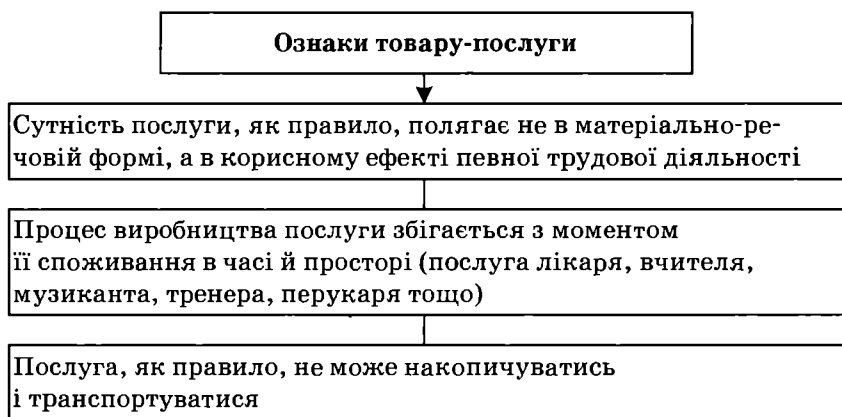 Ознаки товару-послуги
Сутність послуги, як правило, полягає не в матеріально-ре-
човій формі, а в корисному ефекті певної трудової діяльності
Процес виробництва послуги збігається з моментом
її споживання в часі й просторі (послуга лікаря, вчителя,
музиканта, тренера, перукаря тощо)
Послуга, як правило, не може накопичуватись
і транспортуватися